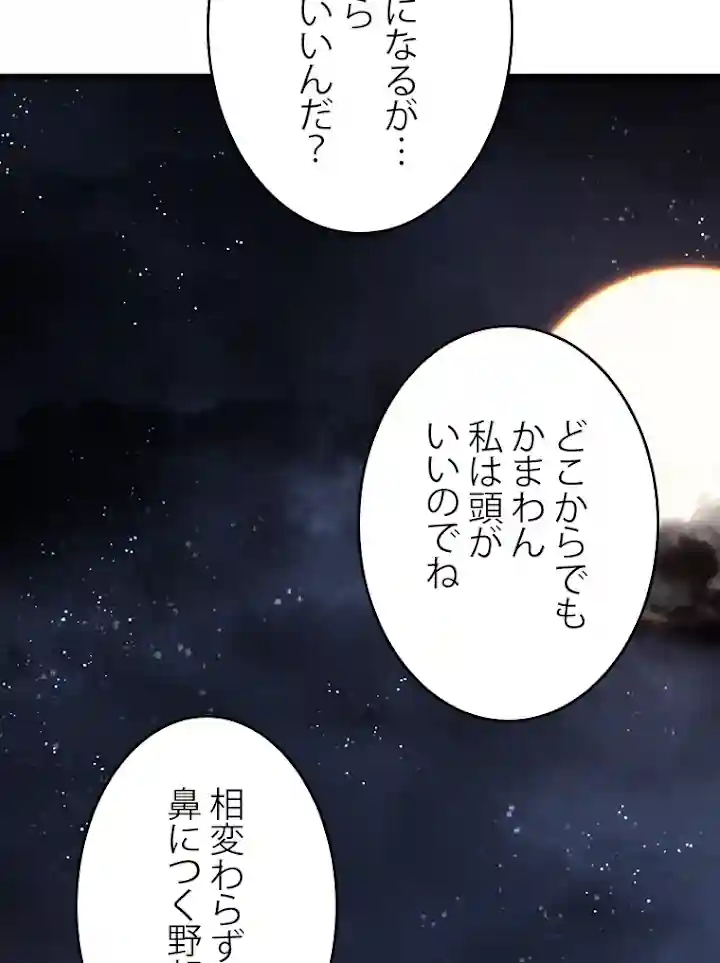 になるが…
ら
いいんだ？
どこからでも
かまわん
私は頭が
いいのでね
相変わらず
鼻につく野